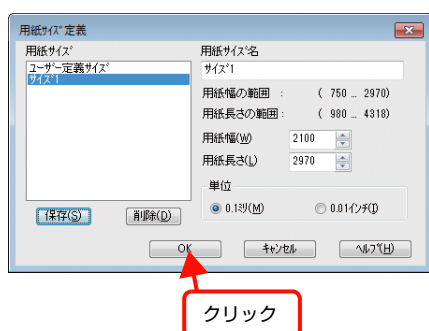 用紙ｻｲｽﾞ定義
用紙ｻｲｽﾞ
ﾕｰｻﾞｰ定義ｻｲｽﾞ
ｻｲｽﾞ1
保存(S)
削除(D)
用紙ｻｲｽﾞ名
ｻｲｽﾞ1
用紙幅の範囲 : ( 750 … 2970)
用紙長さの範囲 : ( 980 … 4318)
用紙幅(W) 2100
用紙長さ(L) 2970
単位
0.1ﾐﾘ(M) 0.01ｲﾝﾁ(I)
OK ｷｬﾝｾﾙ ﾍﾙﾌﾟ(H)
クリック